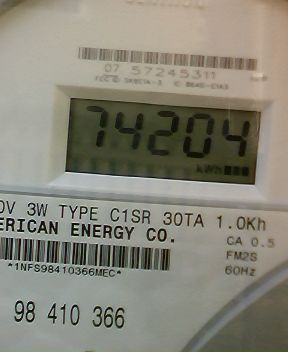 07 57245311
74204
kWh
0V 3W TYPE C1SR 30TA 1.0Kh
ERICAN ENERGY CO.
CA 0.5
FM2S
60Hz
*1NFS98410366MEC*
98 410 366